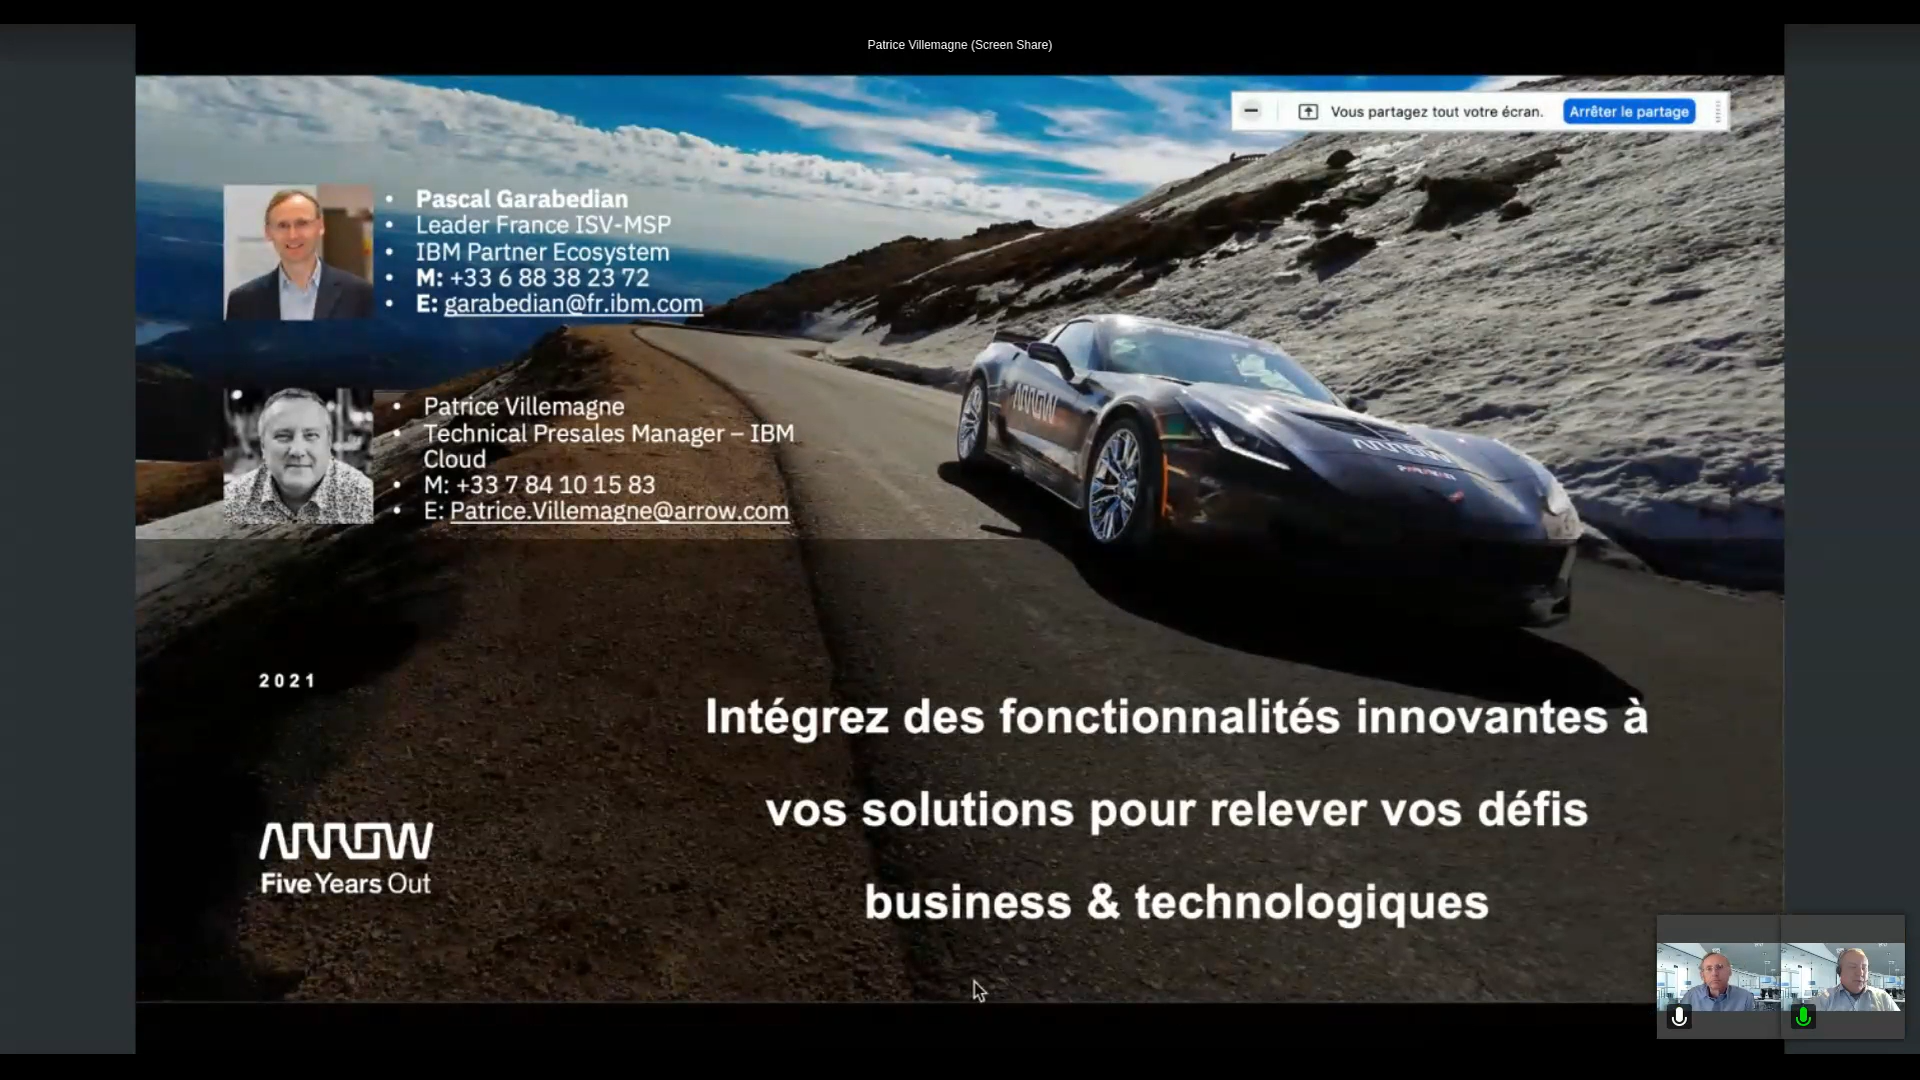 Patrice Villemagne (Screen Share)
Vous partagez tout votre écran. Arrêter le partage
• Pascal Garabedian
• Leader France ISV-MSP
• IBM Partner Ecosystem
• M: +33 6 88 38 23 72
• E: garabedian@fr.ibm.com
• Patrice Villemagne
• Technical Presales Manager – IBM
Cloud
• M: +33 7 84 10 15 83
• E: Patrice.Villemagne@arrow.com
ARROW
ARROW
2021
Intégrez des fonctionnalités innovantes à
vos solutions pour relever vos défis
business & technologiques
ARROW
Five Years Out